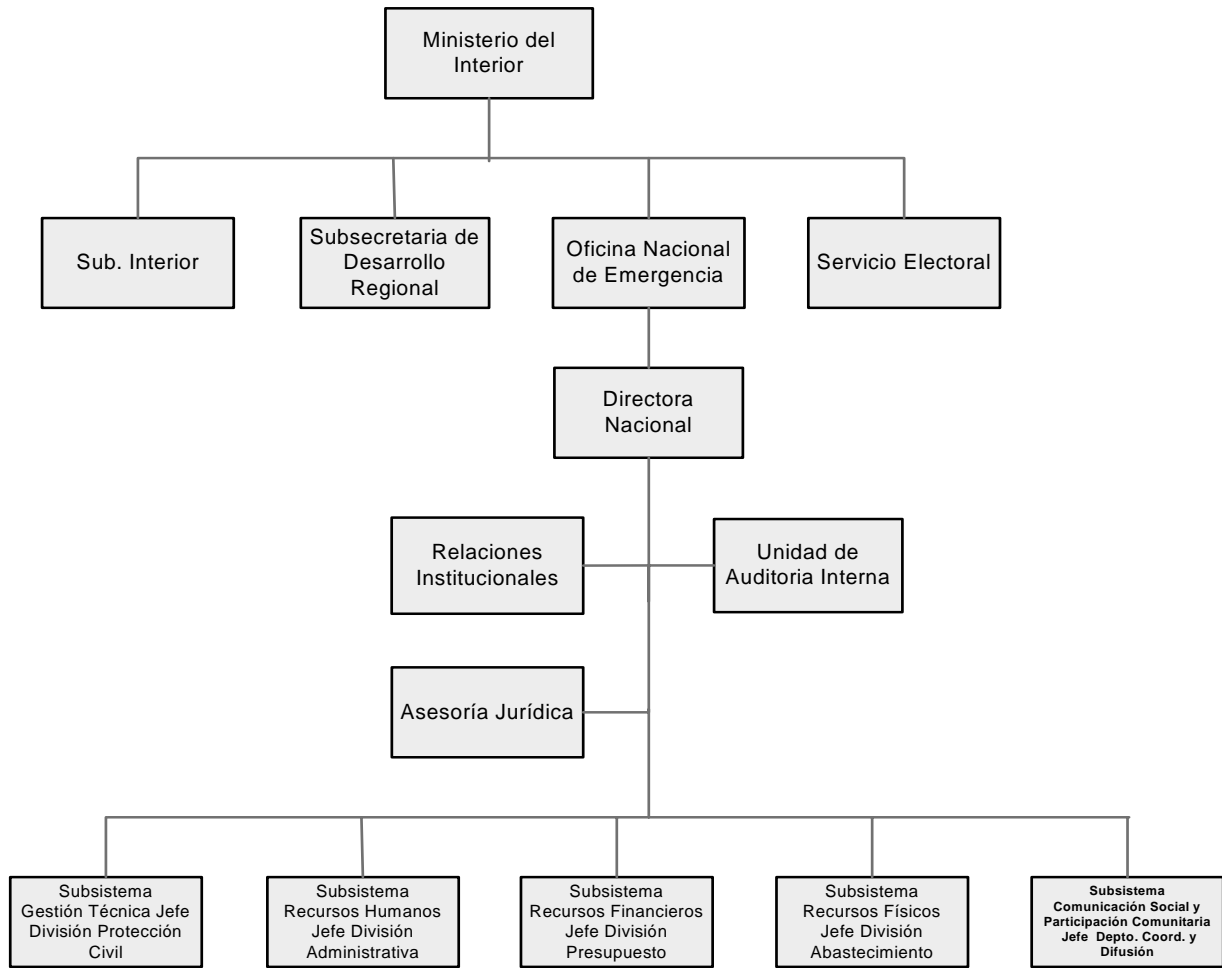 Ministerio del
Interior
Sub. Interior
Subsecretaria de
Desarrollo
Regional
Oficina Nacional
de Emergencia
Servicio Electoral
Directora
Nacional
Relaciones
Institucionales
Unidad de
Auditoria Interna
Asesoría Jurídica
Subsistema
Gestión Técnica Jefe
División Protección
Civil
Subsistema
Recursos Humanos
Jefe División
Administrativa
Subsistema
Recursos Financieros
Jefe División
Presupuesto
Subsistema
Recursos Físicos
Jefe División
Abastecimiento
Subsistema
Comunicación Social y
Participación Comunitaria
Jefe Depto. Coord. y
Difusión